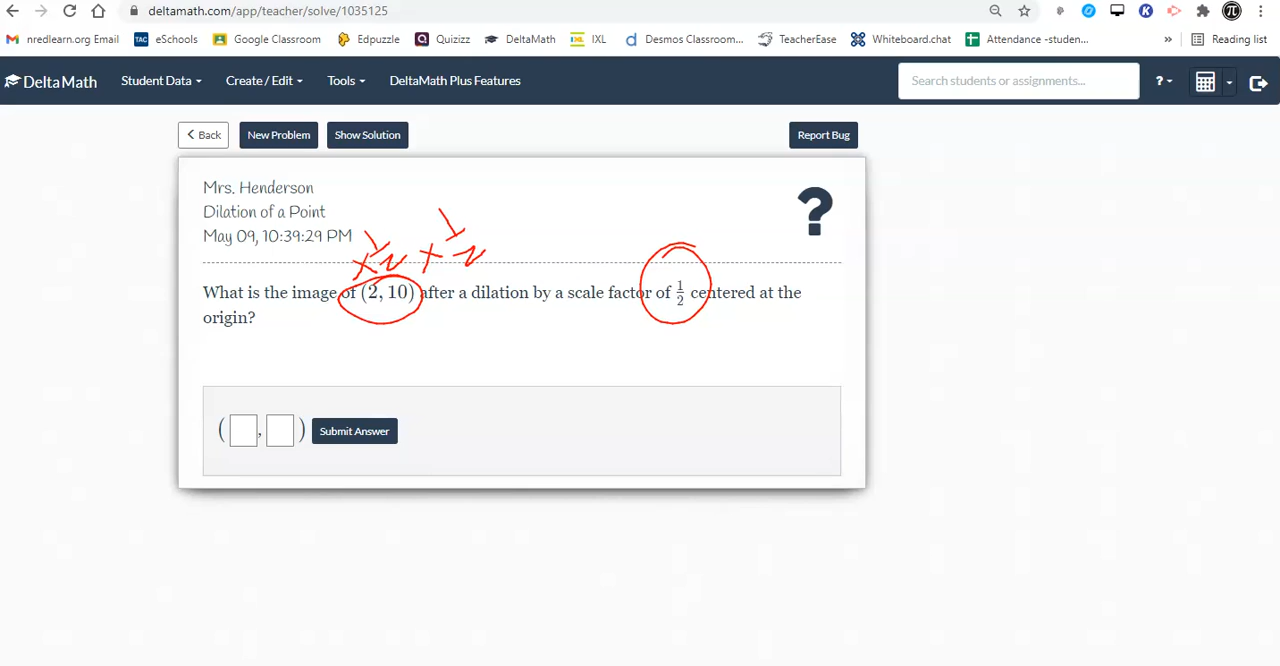 deltamath.com/app/teacher/solve/1035125
nredlearn.org Email eSchools Google Classroom Edpuzzle Quizizz DeltaMath IXL Desmos Classroom... TeacherEase Whiteboard.chat Attendance -studen... » Reading list
DeltaMath Student Data Create / Edit Tools DeltaMath Plus Features Search students or assignments... ?
Back New Problem Show Solution Report Bug
Mrs. Henderson
Dilation of a Point
May 09, 10:39:29 PM
?
x 1/2 x 1/2
What is the image of (2, 10) after a dilation by a scale factor of 1/2 centered at the
origin?
( , ) Submit Answer